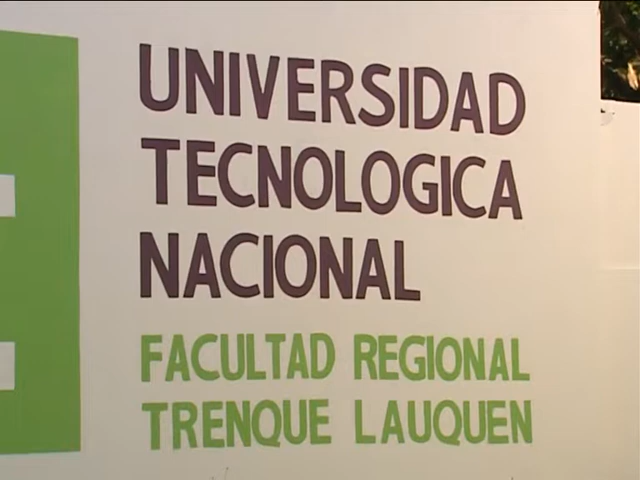 UNIVERSIDAD
TECNOLOGICA
NACIONAL
FACULTAD REGIONAL
TRENQUE LAUQUEN